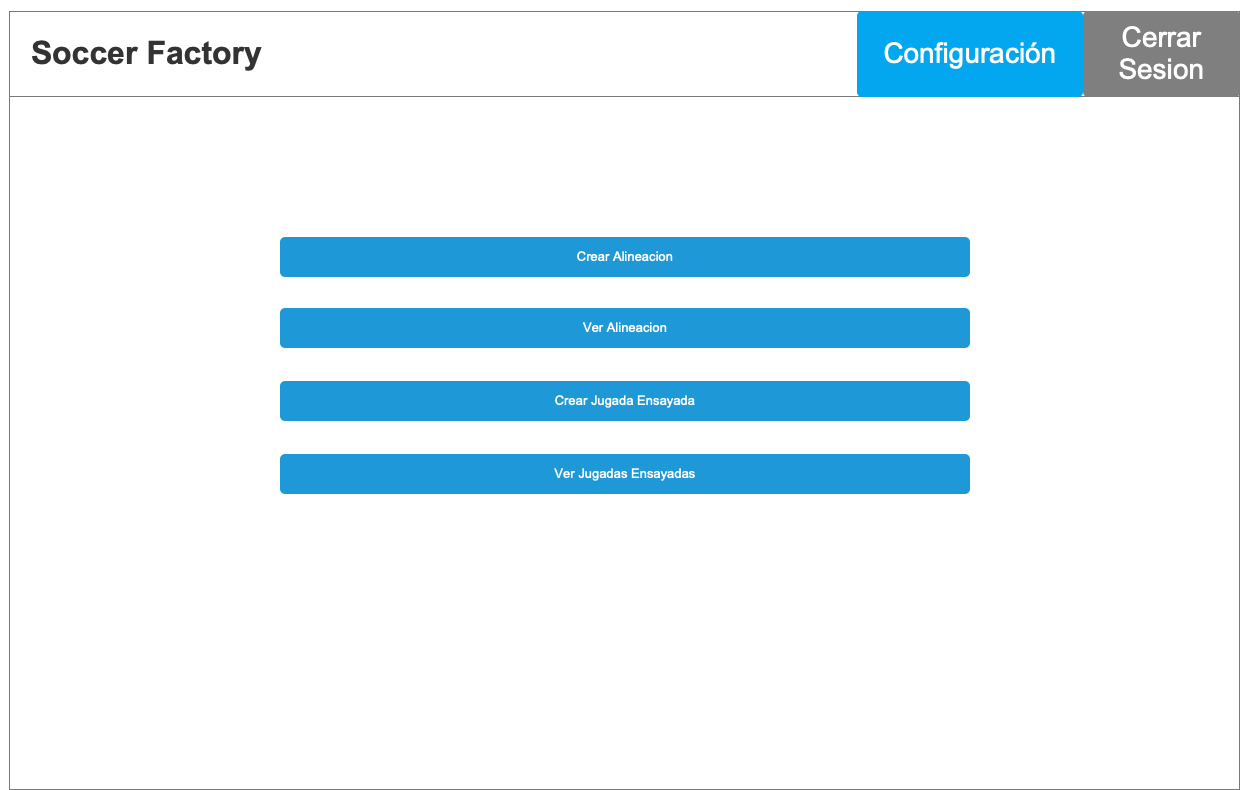 Soccer Factory
Configuración
Cerrar
Sesion
Crear Alineacion
Ver Alineacion
Crear Jugada Ensayada
Ver Jugadas Ensayadas